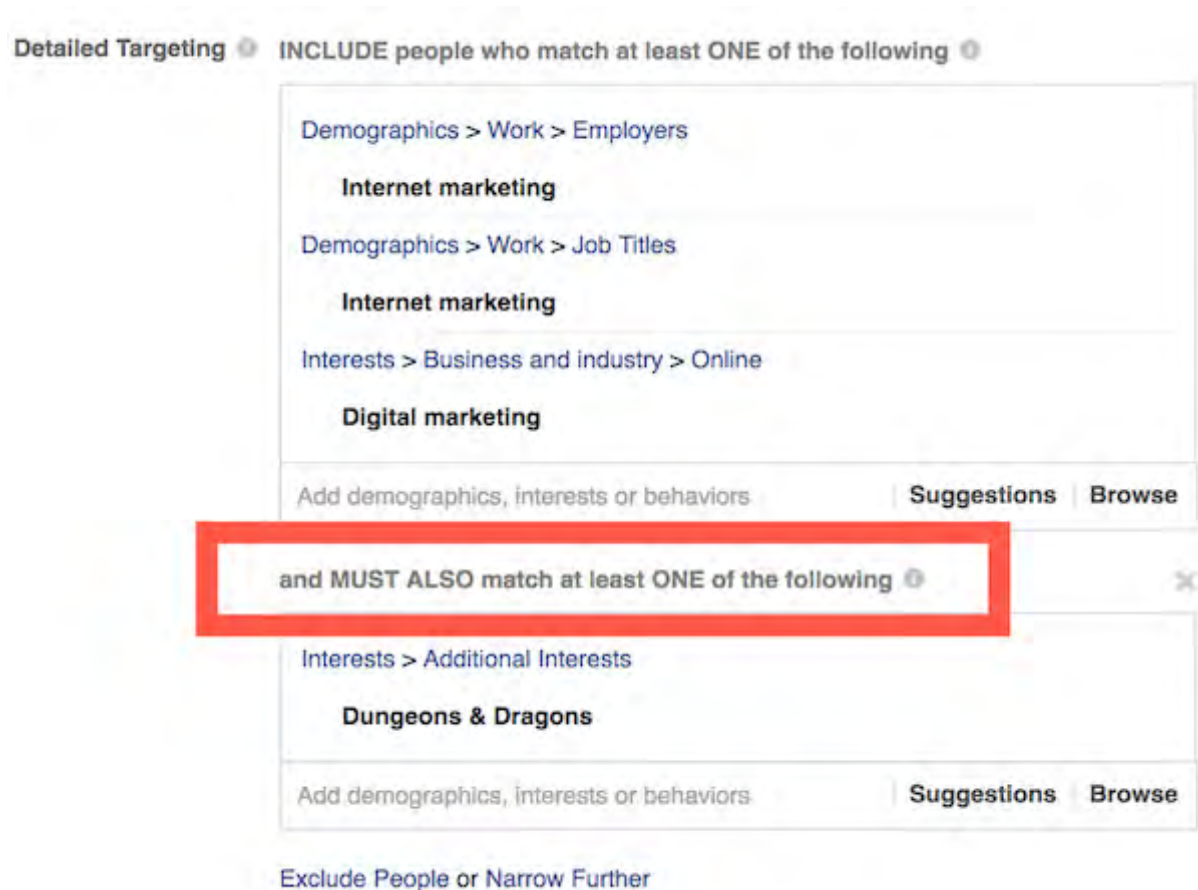 Detailed Targeting INCLUDE people who match at least ONE of the following
Demographics > Work > Employers
Internet marketing
Demographics > Work > Job Titles
Internet marketing
Interests > Business and industry > Online
Digital marketing
Add demographics, interests or behaviors Suggestions Browse
and MUST ALSO match at least ONE of the following
Interests > Additional Interests
Dungeons & Dragons
Add demographics, interests or behaviors Suggestions Browse
Exclude People or Narrow Further